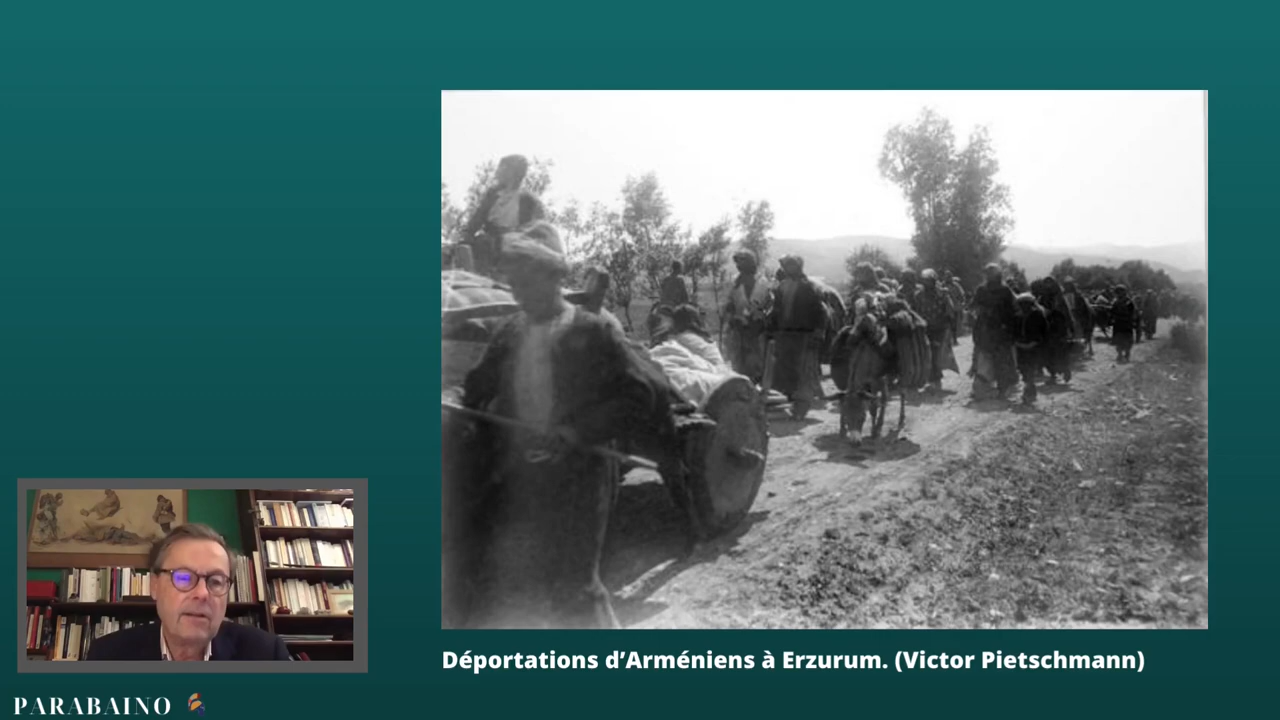 Déportations d’Arméniens à Erzurum. (Victor Pietschmann)
PARABAINO